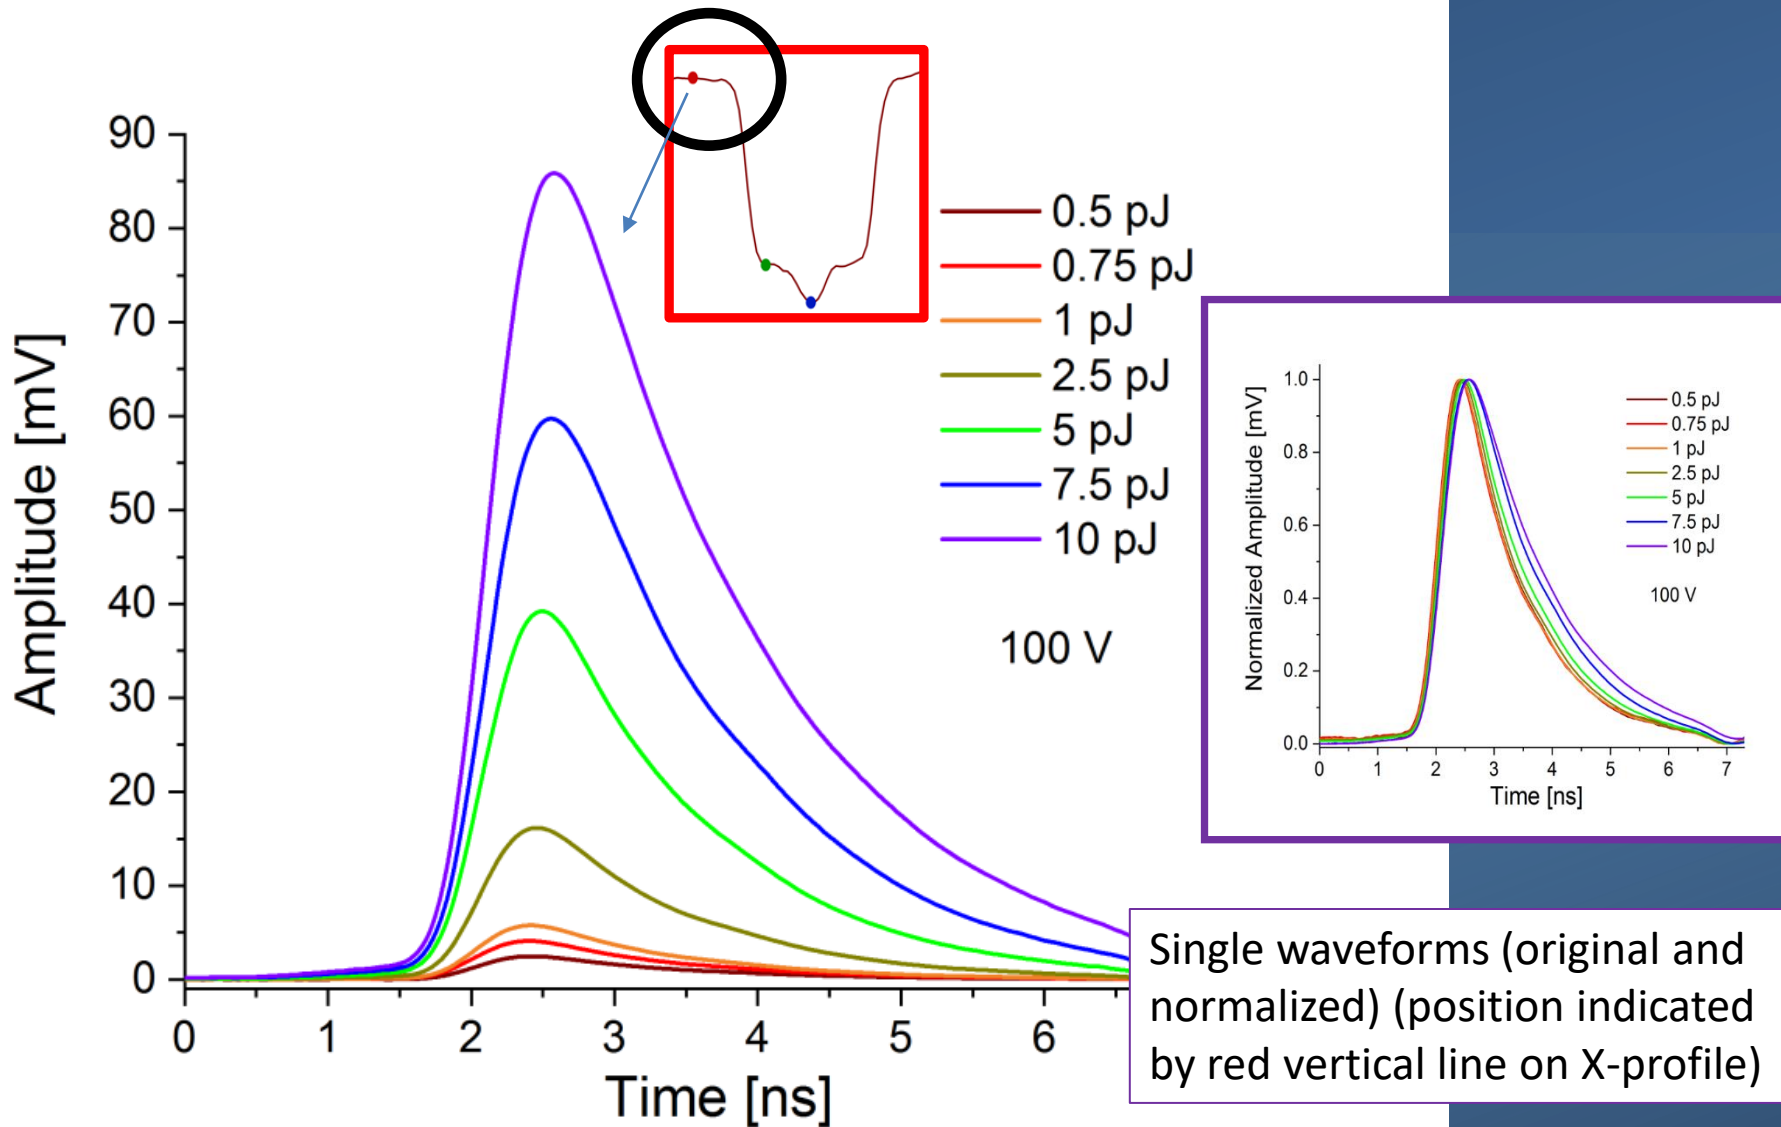 Amplitude [mV]
90
80
70
60
50
40
30
20
10
0
0 1 2 3 4 5 6
Time [ns]
0.5 pJ
0.75 pJ
1 pJ
2.5 pJ
5 pJ
7.5 pJ
10 pJ
100 V
Normalized Amplitude [mV]
1.0
0.8
0.6
0.4
0.2
0.0
0 1 2 3 4 5 6 7
Time [ns]
0.5 pJ
0.75 pJ
1 pJ
2.5 pJ
5 pJ
7.5 pJ
10 pJ
100 V
Single waveforms (original and
normalized) (position indicated
by red vertical line on X-profile)